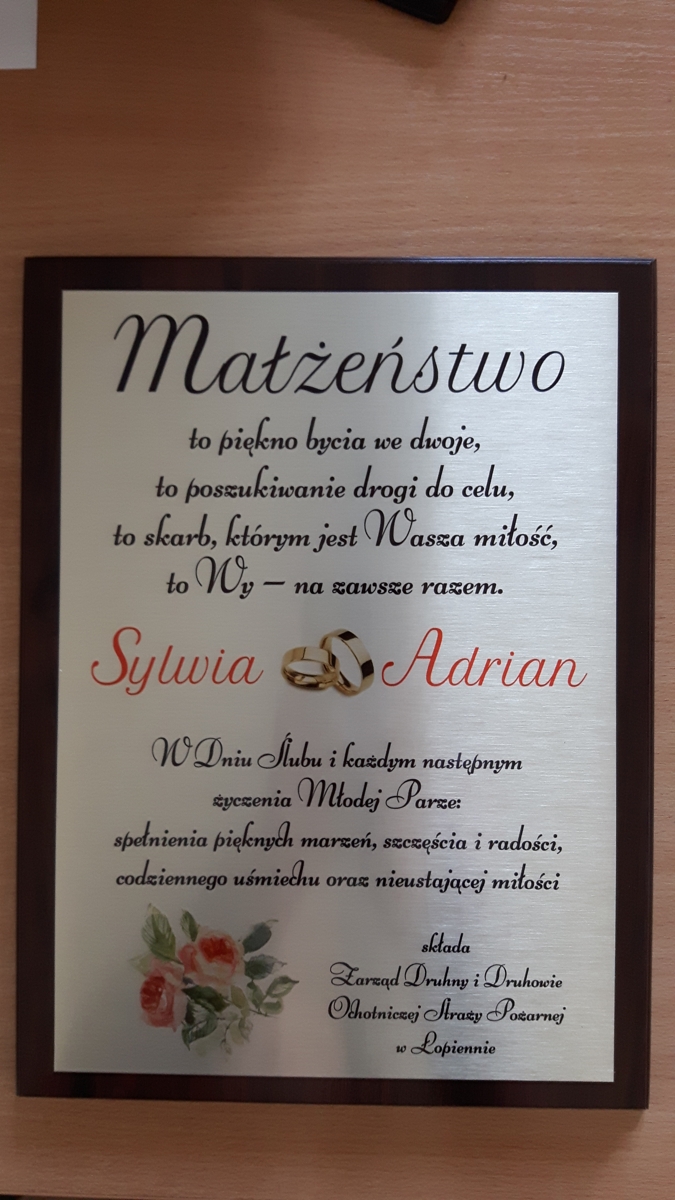 Małżeństwo
to piękno bycia we dwoje,
to poszukiwanie drogi do celu,
to skarb, którym jest Wasza miłość,
to Wy – na zawsze razem.
Sylwia Adrian
W Dniu Ślubu i każdym następnym
życzenia Młodej Parze:
spełnienia pięknych marzeń, szczęścia i radości,
codziennego uśmiechu oraz nieustającej miłości
składa
Zarząd Druhny i Druhowie
Ochotniczej Straży Pożarnej
w Łopiennie